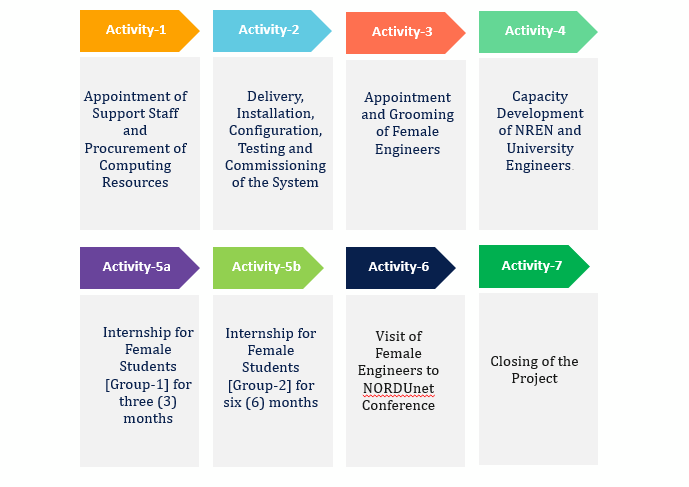 Activity-1
Appointment of
Support Staff
and
Procurement of
Computing
Resources
Activity-2
Delivery,
Installation,
Configuration,
Testing and
Commissioning
of the System
Activity-3
Appointment
and Grooming
of Female
Engineers
Activity-4
Capacity
Development
of NREN and
University
Engineers
Activity-5a
Internship for
Female
Students
[Group-1] for
three (3)
months
Activity-5b
Internship for
Female
Students
[Group-2] for
six (6) months
Activity-6
Visit of
Female
Engineers to
NORDUnet
Conference
Activity-7
Closing of the
Project